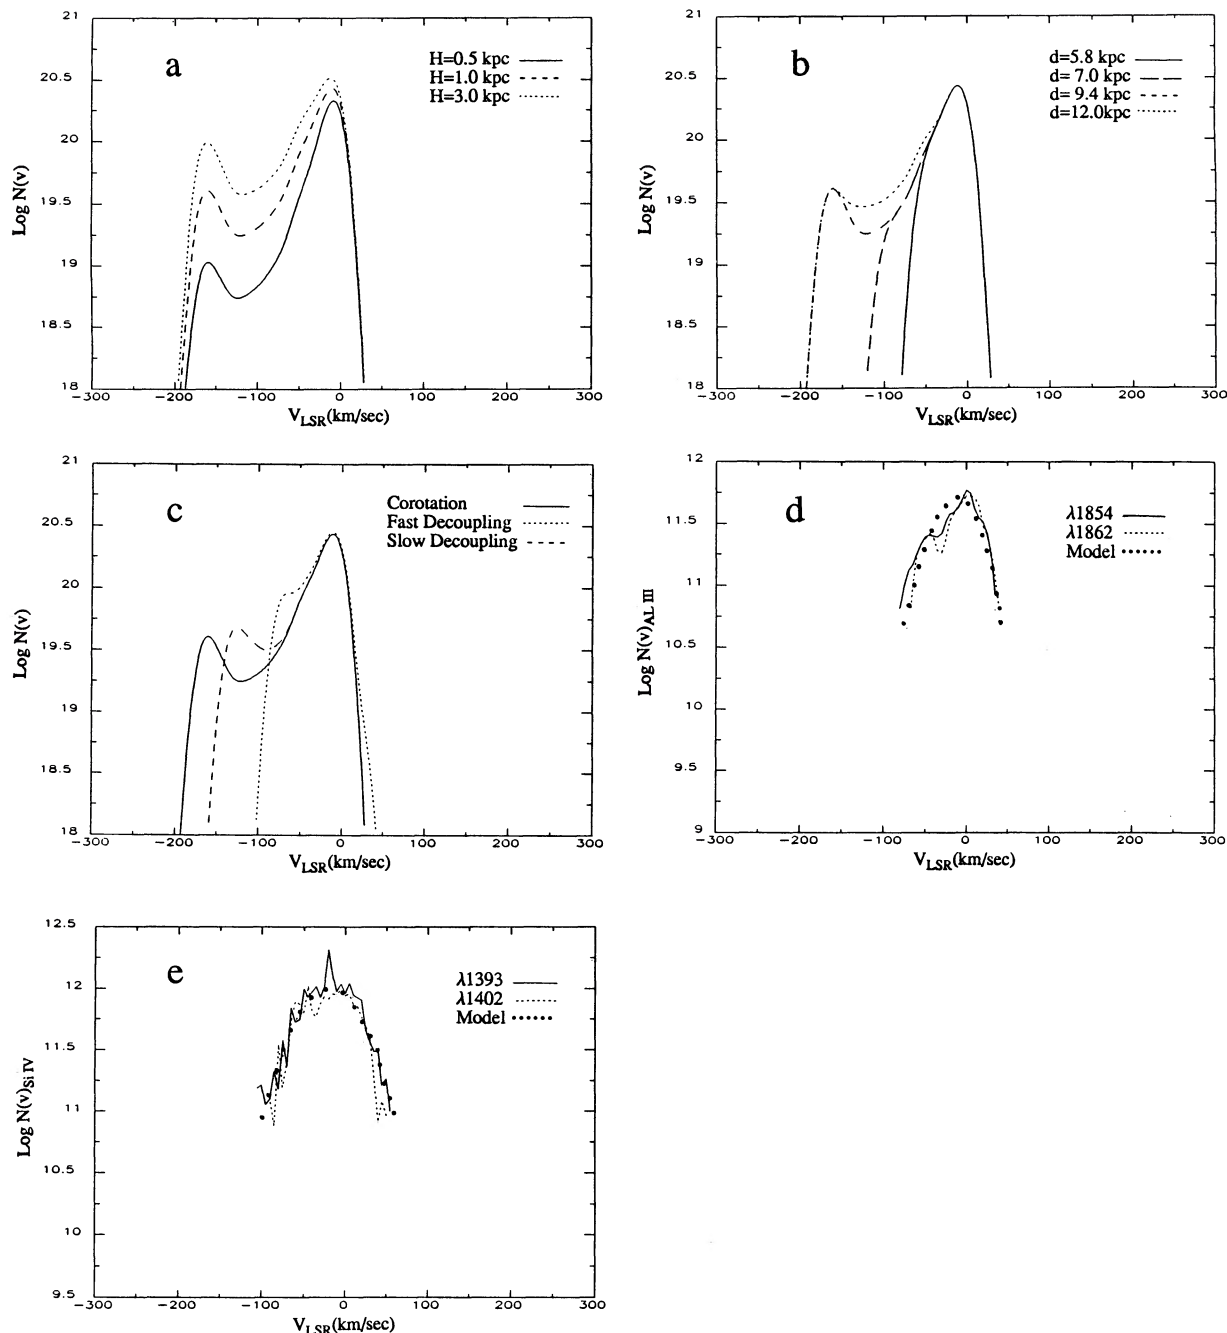 a
H=0.5 kpc
H=1.0 kpc
H=3.0 kpc
21
20.5
20
19.5
19
18.5
18
Log N(v)
-300 -200 -100 0 100 200 300
V_LSR(km/sec)
b
d=5.8 kpc
d= 7.0 kpc
d= 9.4 kpc
d=12.0kpc
21
20.5
20
19.5
19
18.5
18
Log N(v)
-300 -200 -100 0 100 200 300
V_LSR(km/sec)
c
Corotation
Fast Decoupling
Slow Decoupling
21
20.5
20
19.5
19
18.5
18
Log N(v)
-300 -200 -100 0 100 200 300
V_LSR(km/sec)
d
λ1854
λ1862
Model
12
11.5
11
10.5
10
9.5
9
Log N(v)_AL III
-300 -200 -100 0 100 200 300
V_LSR(km/sec)
e
λ1393
λ1402
Model
12.5
12
11.5
11
10.5
10
9.5
Log N(v)_Si IV
-300 -200 -100 0 100 200 300
V_LSR(km/sec)